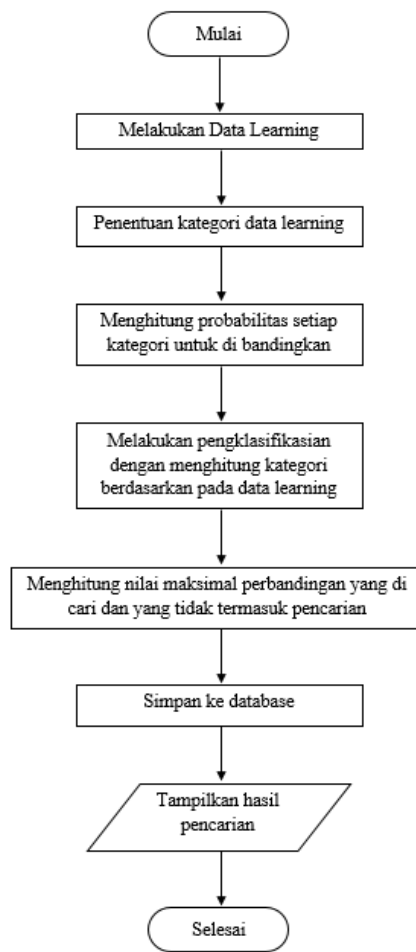 Mulai
Melakukan Data Learning
Penentuan kategori data learning
Menghitung probabilitas setiap
kategori untuk di bandingkan
Melakukan pengklasifikasian
dengan menghitung kategori
berdasarkan pada data learning
Menghitung nilai maksimal perbandingan yang di
cari dan yang tidak termasuk pencarian
Simpan ke database
Tampilkan hasil
pencarian
Selesai